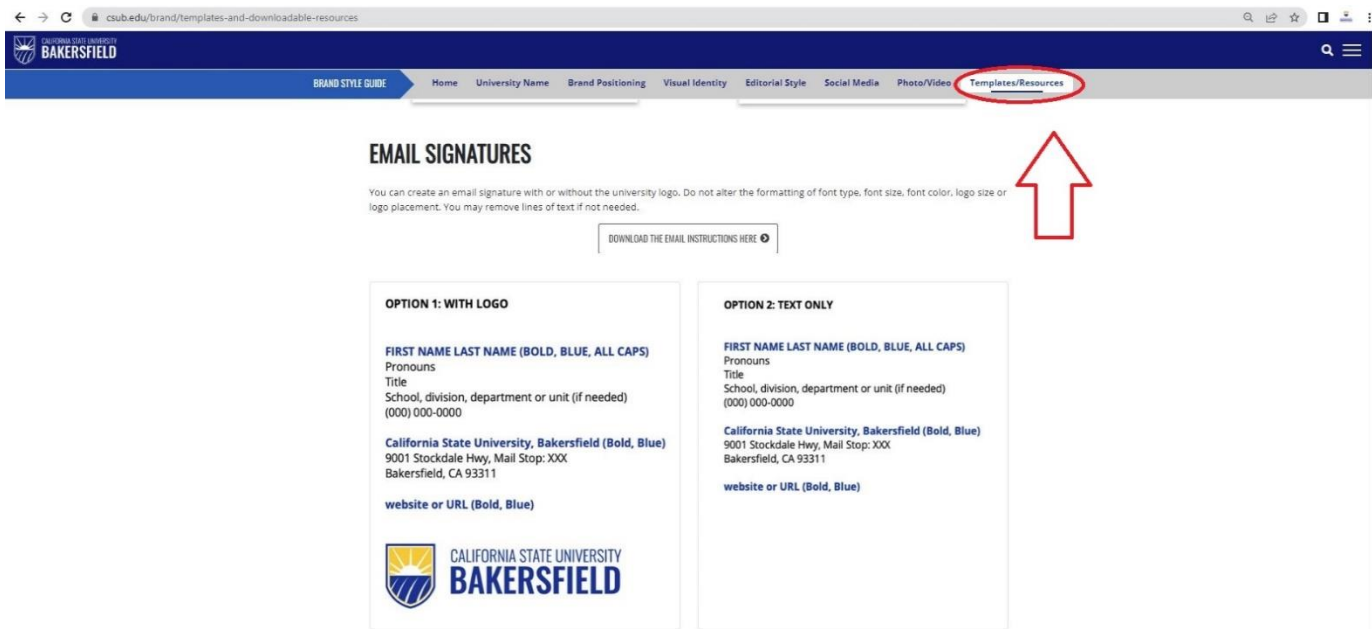 csub.edu/brand/templates-and-downloadable-resources
CALIFORNIA STATE UNIVERSITY
BAKERSFIELD
BRAND STYLE GUIDE
Home University Name Brand Positioning Visual Identity Editorial Style Social Media Photo/Video Templates/Resources
EMAIL SIGNATURES
You can create an email signature with or without the university logo. Do not alter the formatting of font type, font size, font color, logo size or
logo placement. You may remove lines of text if not needed.
DOWNLOAD THE EMAIL INSTRUCTIONS HERE
OPTION 1: WITH LOGO
FIRST NAME LAST NAME (BOLD, BLUE, ALL CAPS)
Pronouns
Title
School, division, department or unit (if needed)
(000) 000-0000
California State University, Bakersfield (Bold, Blue)
9001 Stockdale Hwy, Mail Stop: XXX
Bakersfield, CA 93311
website or URL (Bold, Blue)
CALIFORNIA STATE UNIVERSITY
BAKERSFIELD
OPTION 2: TEXT ONLY
FIRST NAME LAST NAME (BOLD, BLUE, ALL CAPS)
Pronouns
Title
School, division, department or unit (if needed)
(000) 000-0000
California State University, Bakersfield (Bold, Blue)
9001 Stockdale Hwy, Mail Stop: XXX
Bakersfield, CA 93311
website or URL (Bold, Blue)